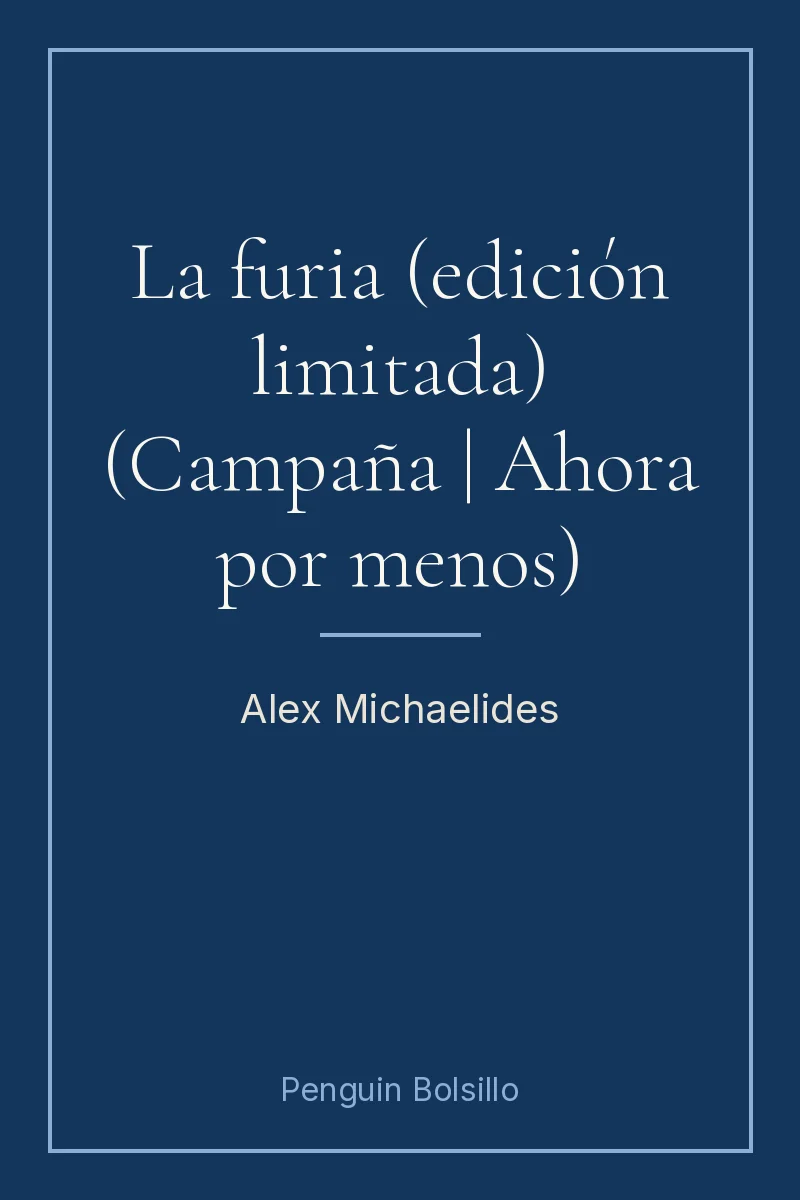 La furia (edición
limitada)
(Campaña | Ahora
por menos)
Alex Michaelides
Penguin Bolsillo